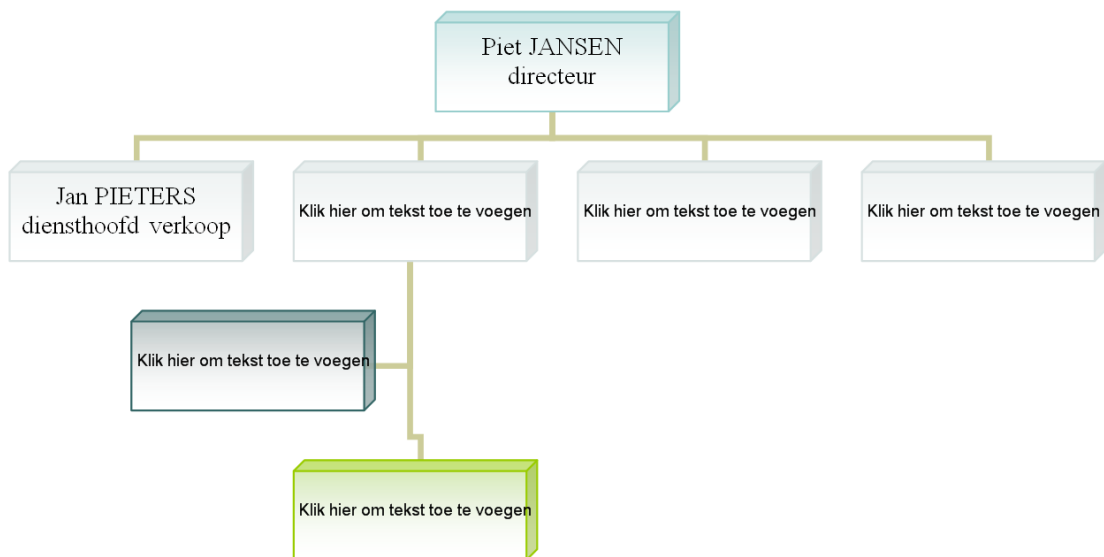 Piet JANSEN
directeur
Jan PIETERS
diensthoofd verkoop
Klik hier om tekst toe te voegen
Klik hier om tekst toe te voegen
Klik hier om tekst toe te voegen
Klik hier om tekst toe te voegen
Klik hier om tekst toe te voegen